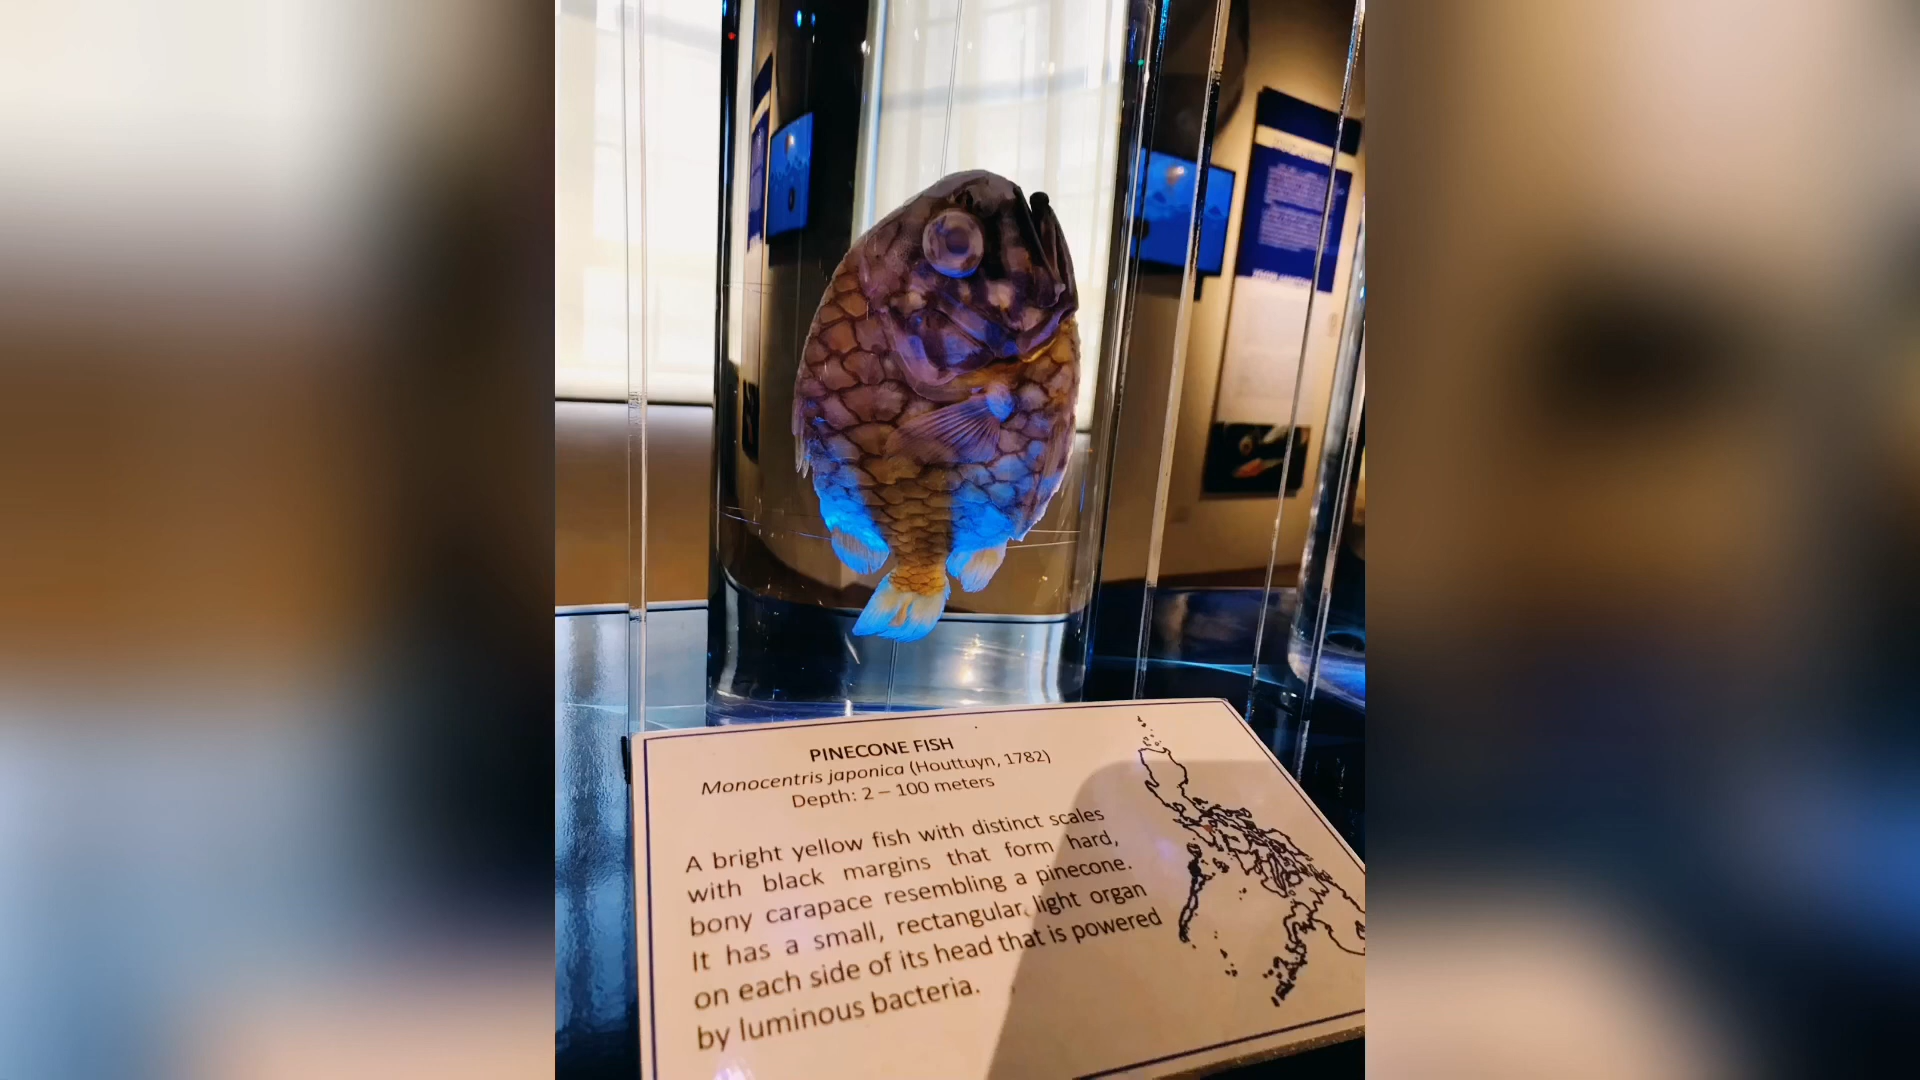 PINECONE FISH
Monocentris japonica (Houttuyn, 1782)
Depth: 2 – 100 meters
A bright yellow fish with distinct scales
with black margins that form hard,
bony carapace resembling a pinecone.
It has a small, rectangular, light organ
on each side of its head that is powered
by luminous bacteria.